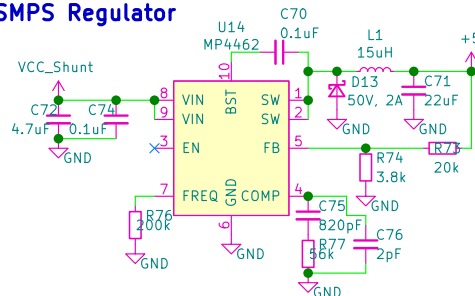 SMPS Regulator
U14
MP4462
C70
0.1uF
L1
15uH
+5
VCC_Shunt
C72
4.7uF
C74
0.1uF
GND
8 VIN
9 VIN
3 EN
7 FREQ
10 BST
GND 6
SW 1
SW 2
FB 5
COMP 4
D13
50V, 2A
GND
C71
22uF
GND
R73
20k
R74
3.8k
GND
R76
200k
GND
GND
C75
820pF
R77
56k
C76
2pF
GND